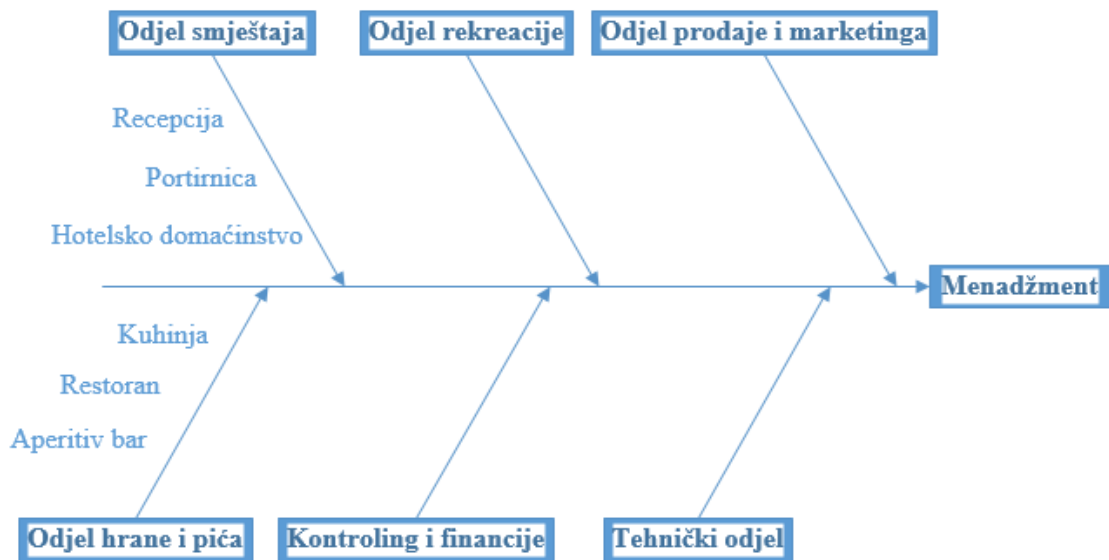 Odjel smještaja
Odjel rekreacije
Odjel prodaje i marketinga
Recepcija
Portirnica
Hotelsko domaćinstvo
Menadžment
Kuhinja
Restoran
Aperitiv bar
Odjel hrane i pića
Kontroling i financije
Tehnički odjel